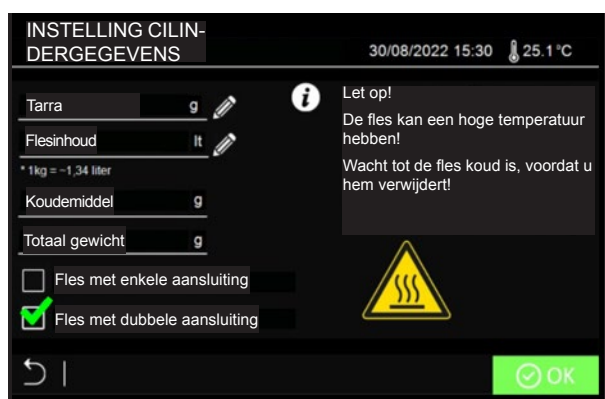 INSTELLING CILIN-
DERGEGEVENS
30/08/2022 15:30 25.1°C
Tarra g
Flesinhoud lt
* 1kg = ~1,34 liter
Koudemiddel g
Totaal gewicht g
Fles met enkele aansluiting
Fles met dubbele aansluiting
i
Let op!
De fles kan een hoge temperatuur
hebben!
Wacht tot de fles koud is, voordat u
hem verwijdert!
OK